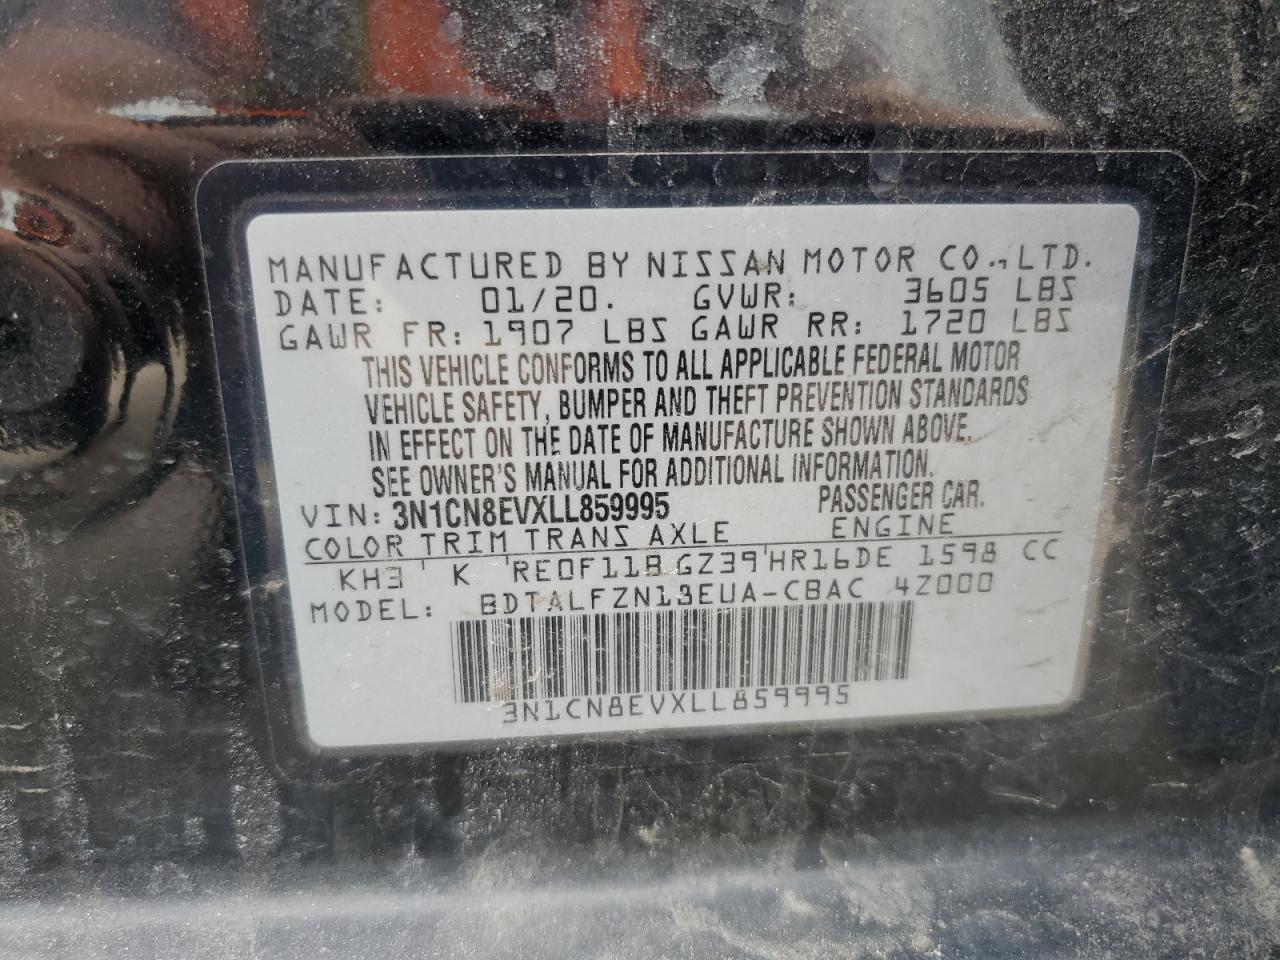 MANUFACTURED BY NISSAN MOTOR CO., LTD.
DATE: 01/20. GVWR: 3605 LBS
GAWR FR: 1907 LBS GAWR RR: 1720 LBS
THIS VEHICLE CONFORMS TO ALL APPLICABLE FEDERAL MOTOR
VEHICLE SAFETY, BUMPER AND THEFT PREVENTION STANDARDS
IN EFFECT ON THE DATE OF MANUFACTURE SHOWN ABOVE.
SEE OWNER'S MANUAL FOR ADDITIONAL INFORMATION.
VIN: 3N1CN8EVXLL859995 PASSENGER CAR.
COLOR TRIM TRANS AXLE ENGINE
KH3 K RE0F11B GZ39 HR16DE 1598 CC
MODEL: BDTALFZN18EUA-CBAC 4Z000
3N1CN8EVXLL859995